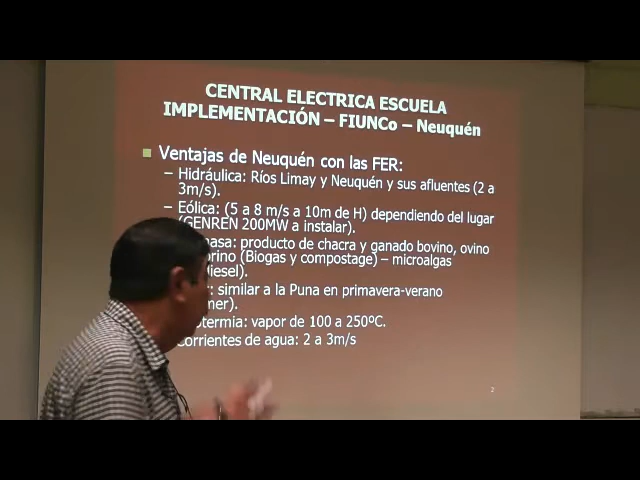 CENTRAL ELECTRICA ESCUELA
IMPLEMENTACIÓN – FIUNCo – Neuquén
Ventajas de Neuquén con las FER:
– Hidráulica: Ríos Limay y Neuquén y sus afluentes (2 a
3m/s).
– Eólica: (5 a 8 m/s a 10m de H) dependiendo del lugar
(GENREN 200MW a instalar).
producto de chacra y ganado bovino, ovino
(Biogas y compostage) – microalgas
similar a la Puna en primavera-verano
vapor de 100 a 250ºC.
Corrientes de agua: 2 a 3m/s
2